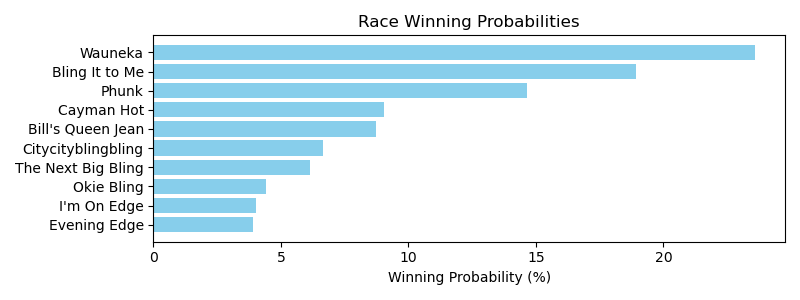 Race Winning Probabilities
Wauneka
Bling It to Me
Phunk
Cayman Hot
Bill's Queen Jean
Citycityblingbling
The Next Big Bling
Okie Bling
I'm On Edge
Evening Edge
0 5 10 15 20
Winning Probability (%)